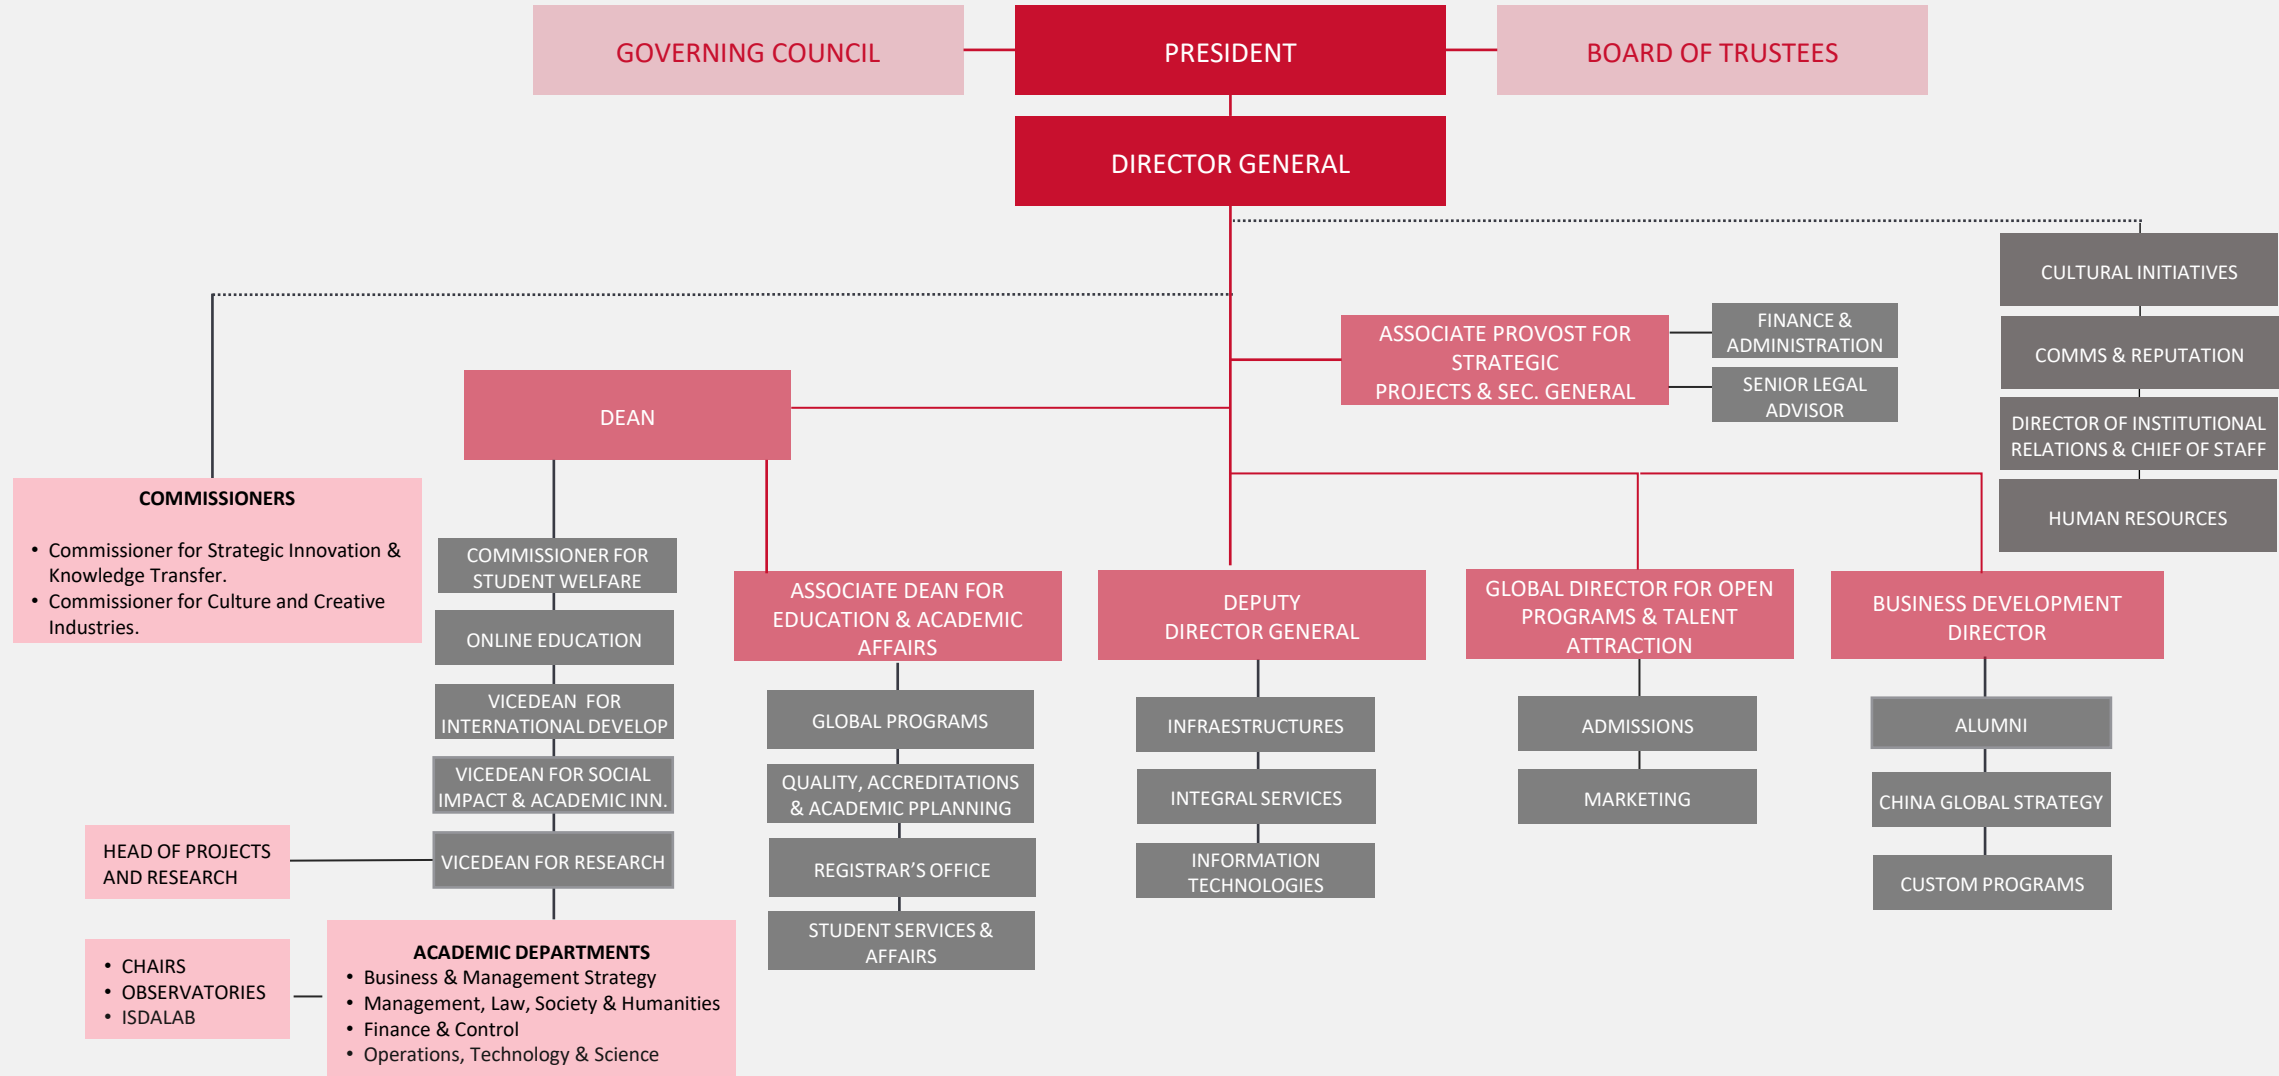 GOVERNING COUNCIL
PRESIDENT
BOARD OF TRUSTEES
DIRECTOR GENERAL
CULTURAL INITIATIVES
COMMS & REPUTATION
DIRECTOR OF INSTITUTIONAL
RELATIONS & CHIEF OF STAFF
HUMAN RESOURCES
ASSOCIATE PROVOST FOR
STRATEGIC
PROJECTS & SEC. GENERAL
FINANCE &
ADMINISTRATION
SENIOR LEGAL
ADVISOR
DEAN
COMMISSIONERS
• Commissioner for Strategic Innovation &
Knowledge Transfer.
• Commissioner for Culture and Creative
Industries.
COMMISSIONER FOR
STUDENT WELFARE
ONLINE EDUCATION
VICEDEAN FOR
INTERNATIONAL DEVELOP
VICEDEAN FOR SOCIAL
IMPACT & ACADEMIC INN.
VICEDEAN FOR RESEARCH
HEAD OF PROJECTS
AND RESEARCH
• CHAIRS
• OBSERVATORIES
• ISDALAB
ACADEMIC DEPARTMENTS
• Business & Management Strategy
• Management, Law, Society & Humanities
• Finance & Control
• Operations, Technology & Science
ASSOCIATE DEAN FOR
EDUCATION & ACADEMIC
AFFAIRS
GLOBAL PROGRAMS
QUALITY, ACCREDITATIONS
& ACADEMIC PPLANNING
REGISTRAR’S OFFICE
STUDENT SERVICES &
AFFAIRS
DEPUTY
DIRECTOR GENERAL
INFRAESTRUCTURES
INTEGRAL SERVICES
INFORMATION
TECHNOLOGIES
GLOBAL DIRECTOR FOR OPEN
PROGRAMS & TALENT
ATTRACTION
ADMISSIONS
MARKETING
BUSINESS DEVELOPMENT
DIRECTOR
ALUMNI
CHINA GLOBAL STRATEGY
CUSTOM PROGRAMS